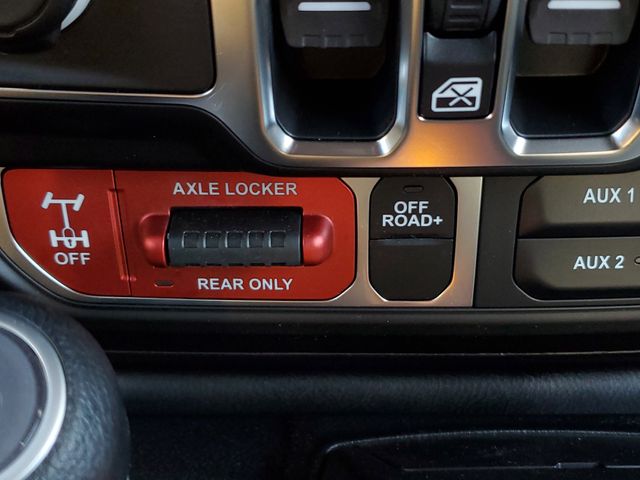 AXLE LOCKER
OFF
REAR ONLY
OFF
ROAD+
AUX 1
AUX 2